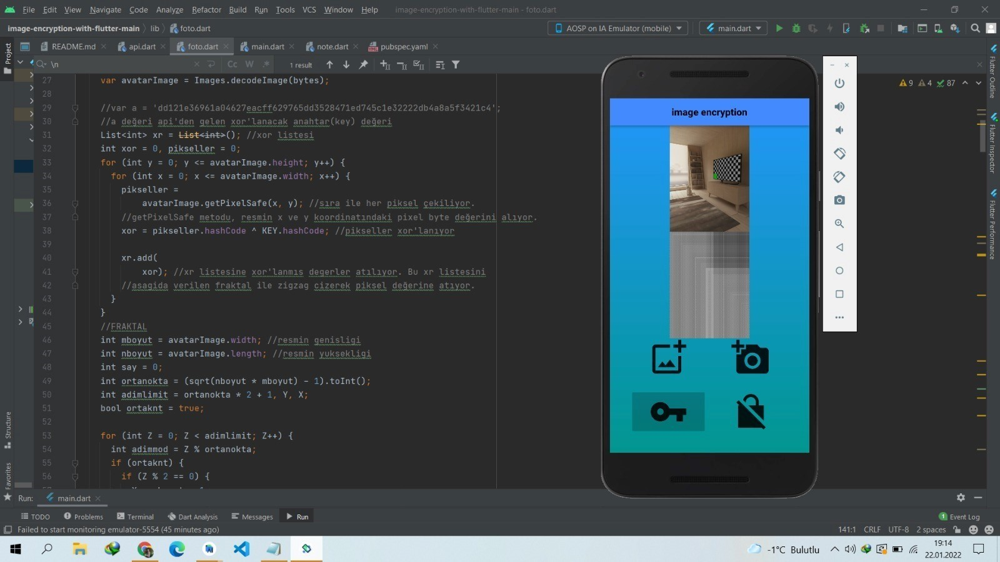 File Edit View Navigate Code Analyze Refactor Build Run Tools VCS Window Help image-encryption-with-flutter-main - foto.dart
image-encryption-with-flutter-main lib foto.dart AOSP on IA Emulator (mobile) main.dart
README.md api.dart foto.dart main.dart note.dart pubspec.yaml
\n Cc W .* 1 result
Project
9 4 87
27 var avatarImage = Images.decodeImage(bytes);
28
29 //var a = 'dd121e36961a04627eacff629765dd3528471ed745c1e32222db4a8a5f3421c4';
30 //a değeri api'den gelen xor'lanacak anahtar(key) değeri
31 List<int> xr = List<int>(); //xor listesi
32 int xor = 0, pikseller = 0;
33 for (int y = 0; y <= avatarImage.height; y++) {
34 for (int x = 0; x <= avatarImage.width; x++) {
35 pikseller =
36 avatarImage.getPixelSafe(x, y); //sıra ile her piksel çekiliyor.
37 //getPixelSafe metodu, resmin x ve y koordinatındaki pixel byte değerini alıyor.
38 xor = pikseller.hashCode ^ KEY.hashCode; //pikseller xor'lanıyor
39
40 xr.add(
41 xor); //xr listesine xor'lanmıs degerler atılıyor. Bu xr listesini
42 //asagida verilen fraktal ile zigzag cizerek piksel değerine atıyor.
43 }
44 }
45 //FRAKTAL
46 int mboyut = avatarImage.width; //resmin genisligi
47 int nboyut = avatarImage.length; //resmin yuksekligi
48 int say = 0;
49 int ortanokta = (sqrt(nboyut * mboyut) - 1).toInt();
50 int adimlimit = ortanokta * 2 + 1, Y, X;
51 bool ortaknt = true;
52
53 for (int Z = 0; Z < adimlimit; Z++) {
54 int adimmod = Z % ortanokta;
55 if (ortaknt) {
56 if (Z % 2 == 0) {
image encryption
Flutter Outline
Flutter Inspector
Flutter Performance
Structure
Favorites
Run: main.dart
TODO Problems Terminal Dart Analysis Messages Run 1 Event Log
Failed to start monitoring emulator-5554 (45 minutes ago) 141:1 CRLF UTF-8 2 spaces
-1°C Bulutlu 19:14
22.01.2022